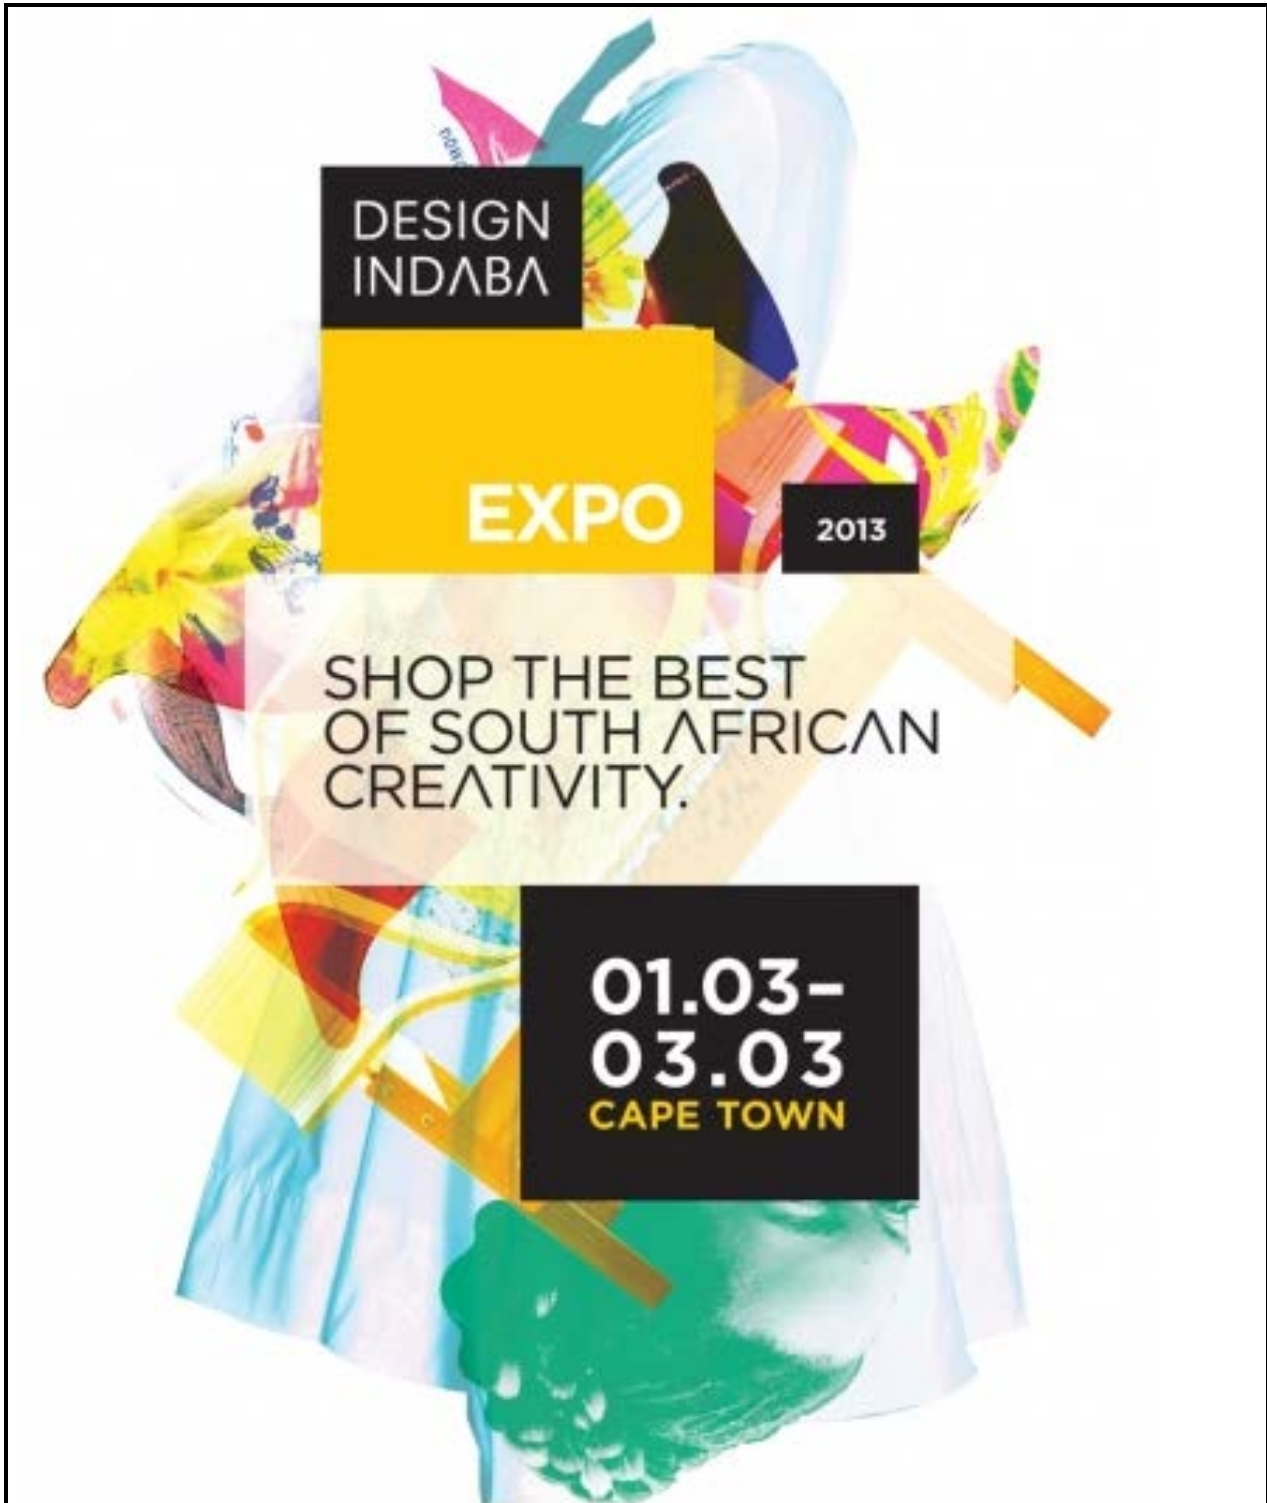 DESIGN
INDABA
EXPO
2013
SHOP THE BEST
OF SOUTH AFRICAN
CREATIVITY.
01.03–
03.03
CAPE TOWN